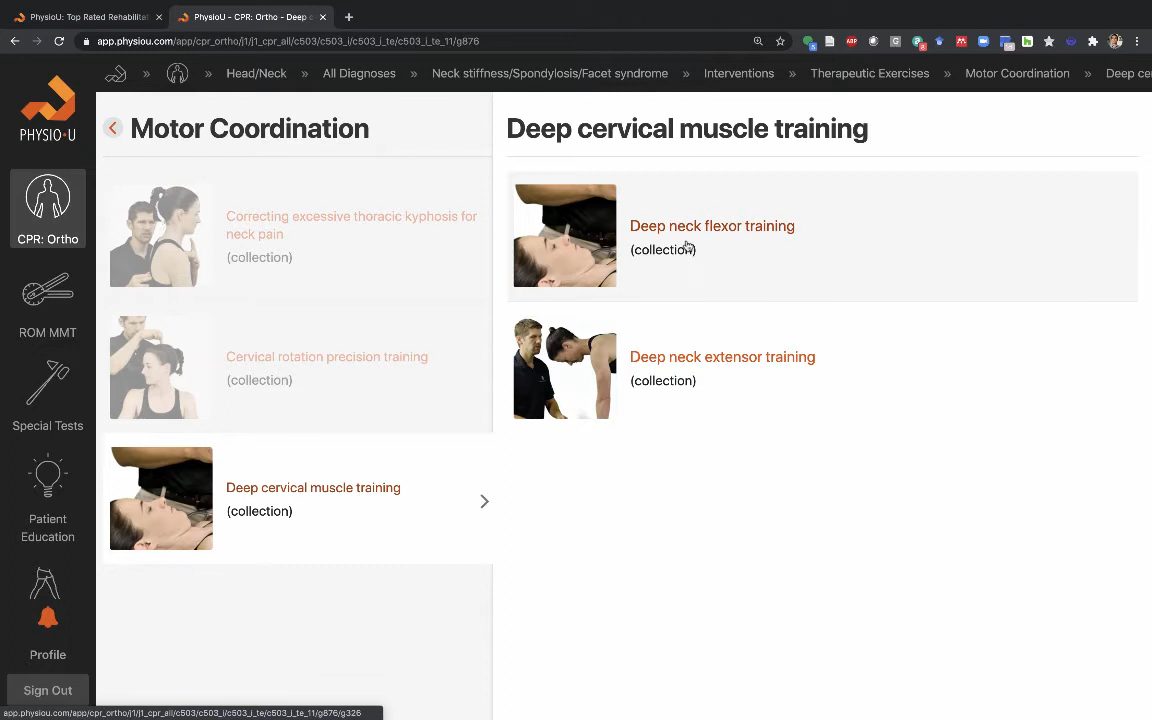 PhysioU: Top Rated Rehabilitat
PhysioU - CPR: Ortho - Deep c
app.physiou.com/app/cpr_ortho/j1/j1_cpr_all/c503/c503_i/c503_i_te/c503_i_te_11/g876
» » Head/Neck » All Diagnoses » Neck stiffness/Spondylosis/Facet syndrome » Interventions » Therapeutic Exercises » Motor Coordination » Deep ce
PHYSIO·U
CPR: Ortho
ROM MMT
Special Tests
Patient
Education
Profile
Sign Out
Motor Coordination
Correcting excessive thoracic kyphosis for
neck pain
(collection)
Cervical rotation precision training
(collection)
Deep cervical muscle training
(collection)
Deep cervical muscle training
Deep neck flexor training
(collection)
Deep neck extensor training
(collection)
app.physiou.com/app/cpr_ortho/j1/j1_cpr_all/c503/c503_i/c503_i_te/c503_i_te_11/g876/g326